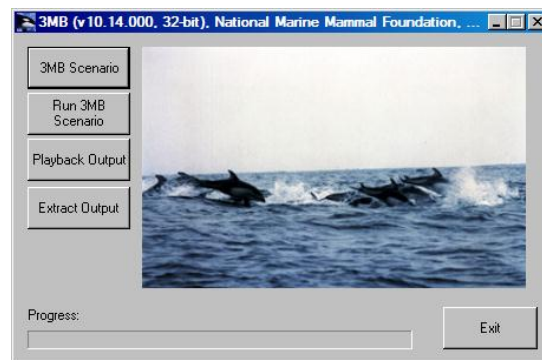 3MB (v10.14.000, 32-bit), National Marine Mammal Foundation, ...
3MB Scenario
Run 3MB
Scenario
Playback Output
Extract Output
Progress:
Exit